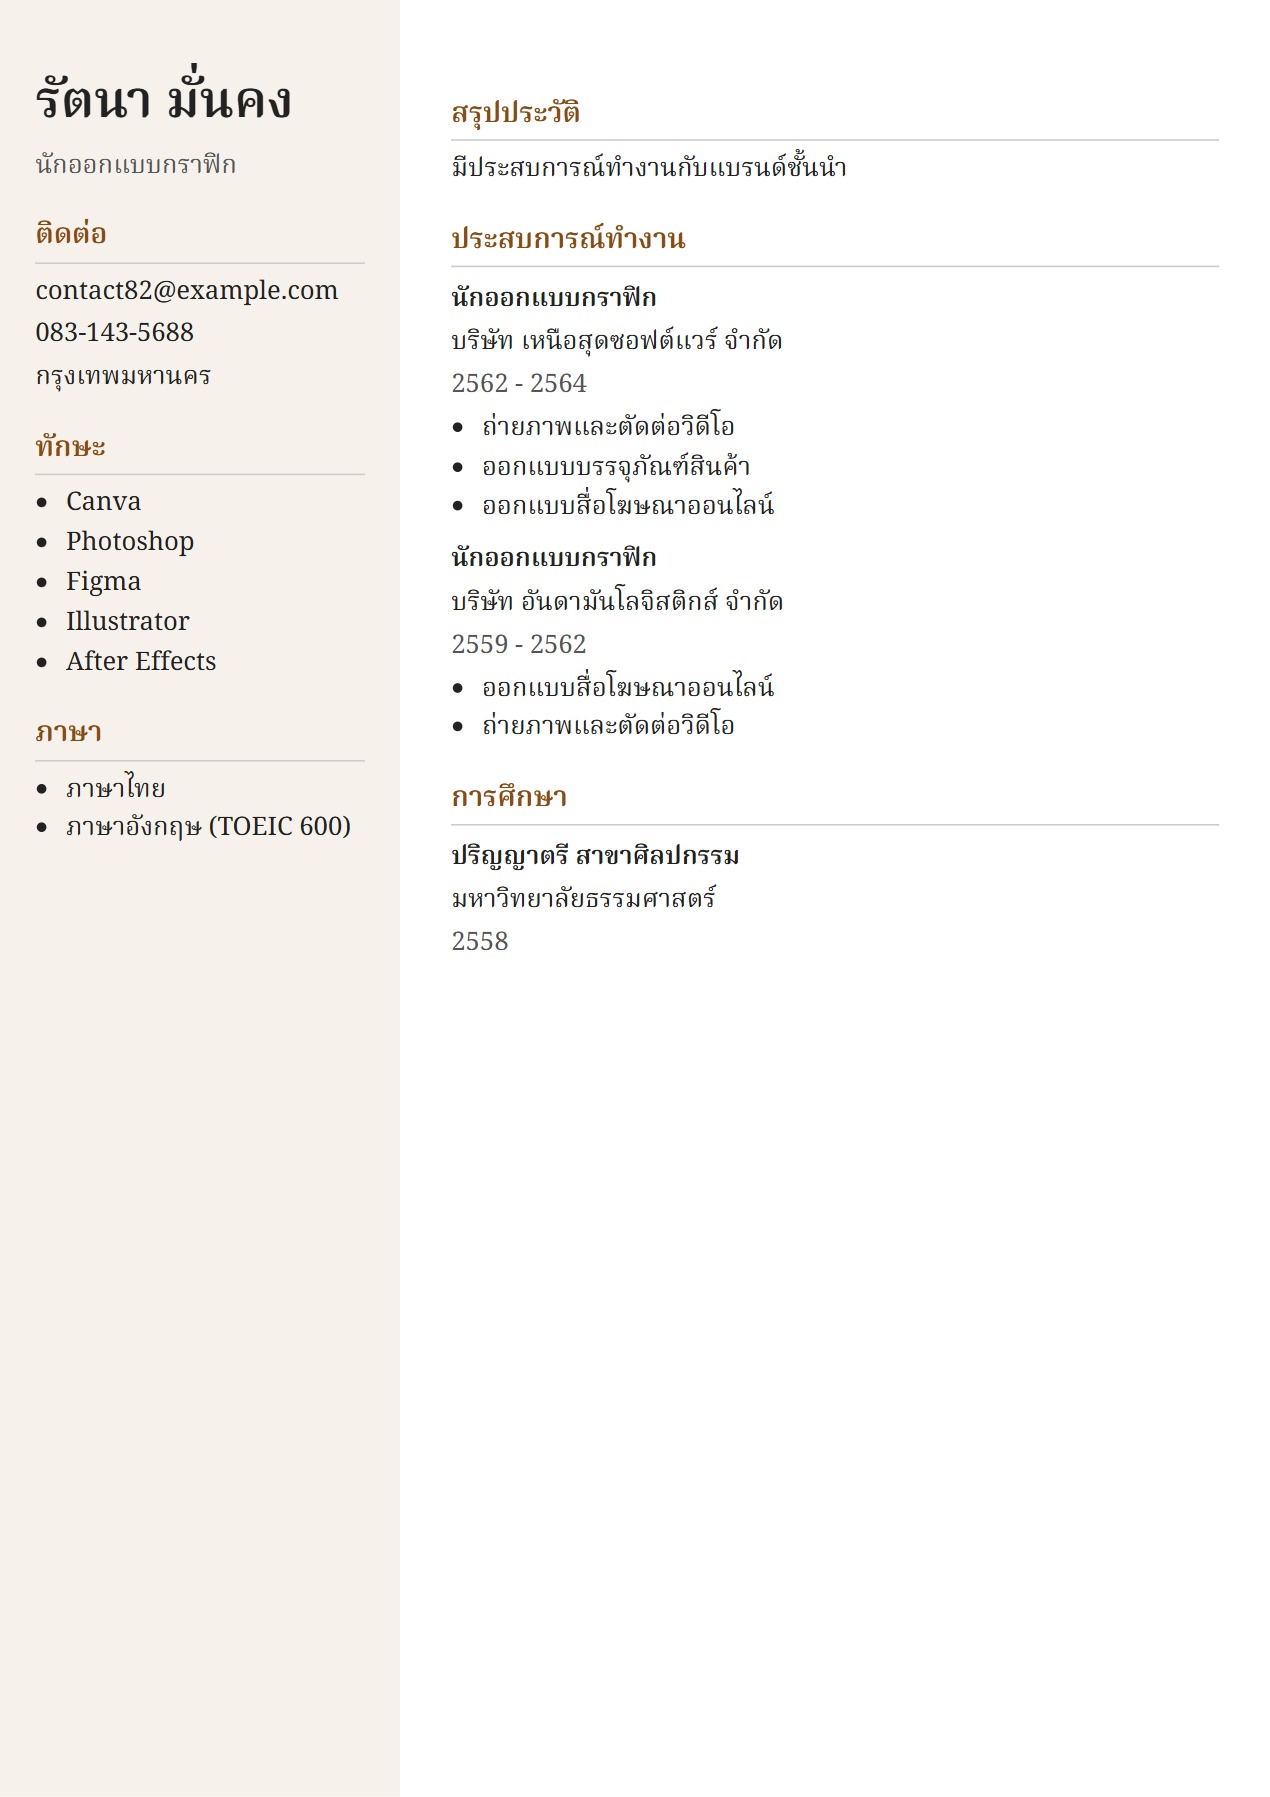 รัตนา มั่นคง
นักออกแบบกราฟิก
ติดต่อ
contact82@example.com
083-143-5688
กรุงเทพมหานคร
ทักษะ
• Canva
• Photoshop
• Figma
• Illustrator
• After Effects
ภาษา
• ภาษาไทย
• ภาษาอังกฤษ (TOEIC 600)
สรุปประวัติ
มีประสบการณ์ทำงานกับแบรนด์ชั้นนำ
ประสบการณ์ทำงาน
นักออกแบบกราฟิก
บริษัท เหนือสุดซอฟต์แวร์ จำกัด
2562 - 2564
• ถ่ายภาพและตัดต่อวิดีโอ
• ออกแบบบรรจุภัณฑ์สินค้า
• ออกแบบสื่อโฆษณาออนไลน์
นักออกแบบกราฟิก
บริษัท อันดามันโลจิสติกส์ จำกัด
2559 - 2562
• ออกแบบสื่อโฆษณาออนไลน์
• ถ่ายภาพและตัดต่อวิดีโอ
การศึกษา
ปริญญาตรี สาขาศิลปกรรม
มหาวิทยาลัยธรรมศาสตร์
2558